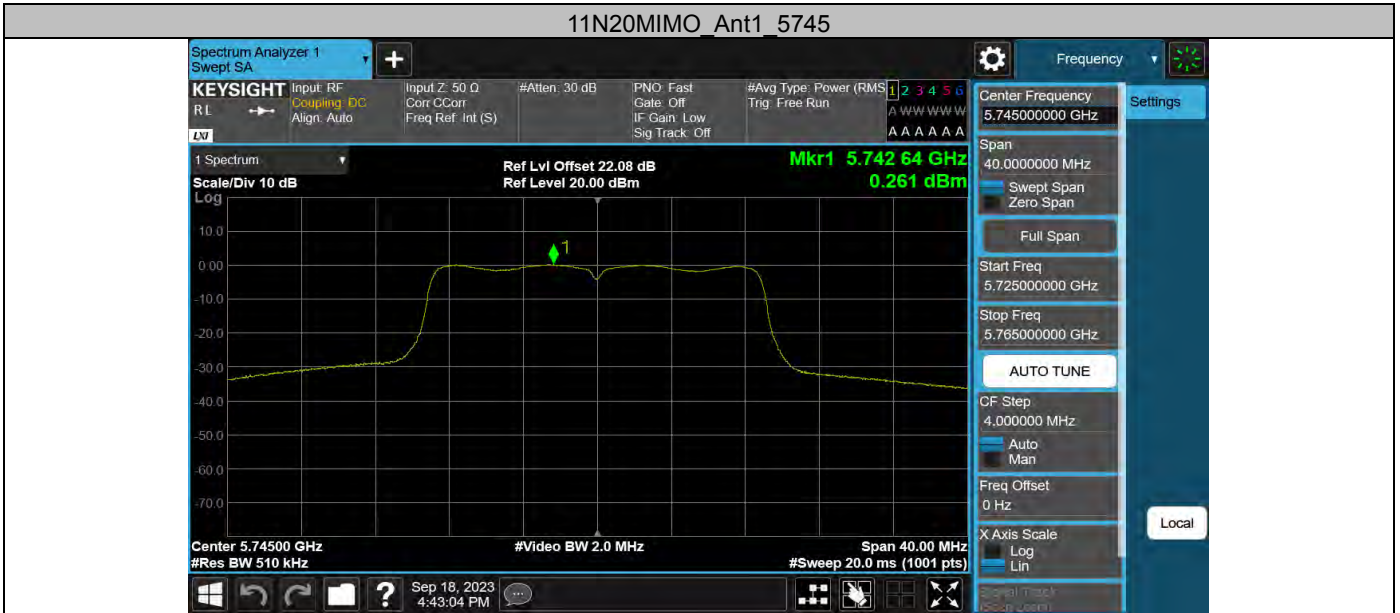 11N20MIMO_Ant1_5745
Spectrum Analyzer 1
Swept SA
Frequency
KEYSIGHT
RL
LXI
Input: RF
Coupling: DC
Align: Auto
Input Z: 50 Ω
Corr CCorr
Freq Ref: Int (S)
#Atten: 30 dB
PNO: Fast
Gate: Off
IF Gain: Low
Sig Track: Off
#Avg Type: Power (RMS
Trig: Free Run
1 2 3 4 5 6
A W W W W W
A A A A A A
1 Spectrum
Scale/Div 10 dB
Ref Lvl Offset 22.08 dB
Ref Level 20.00 dBm
Mkr1 5.742 64 GHz
0.261 dBm
Log
10.0
0.00
-10.0
-20.0
-30.0
-40.0
-50.0
-60.0
-70.0
1
Center 5.74500 GHz
#Res BW 510 kHz
#Video BW 2.0 MHz
Span 40.00 MHz
#Sweep 20.0 ms (1001 pts)
Sep 18, 2023
4:43:04 PM
Center Frequency
5.745000000 GHz
Span
40.0000000 MHz
Swept Span
Zero Span
Full Span
Start Freq
5.725000000 GHz
Stop Freq
5.765000000 GHz
AUTO TUNE
CF Step
4.000000 MHz
Auto
Man
Freq Offset
0 Hz
X Axis Scale
Log
Lin
Signal Track
(Span Zoom)
Settings
Local